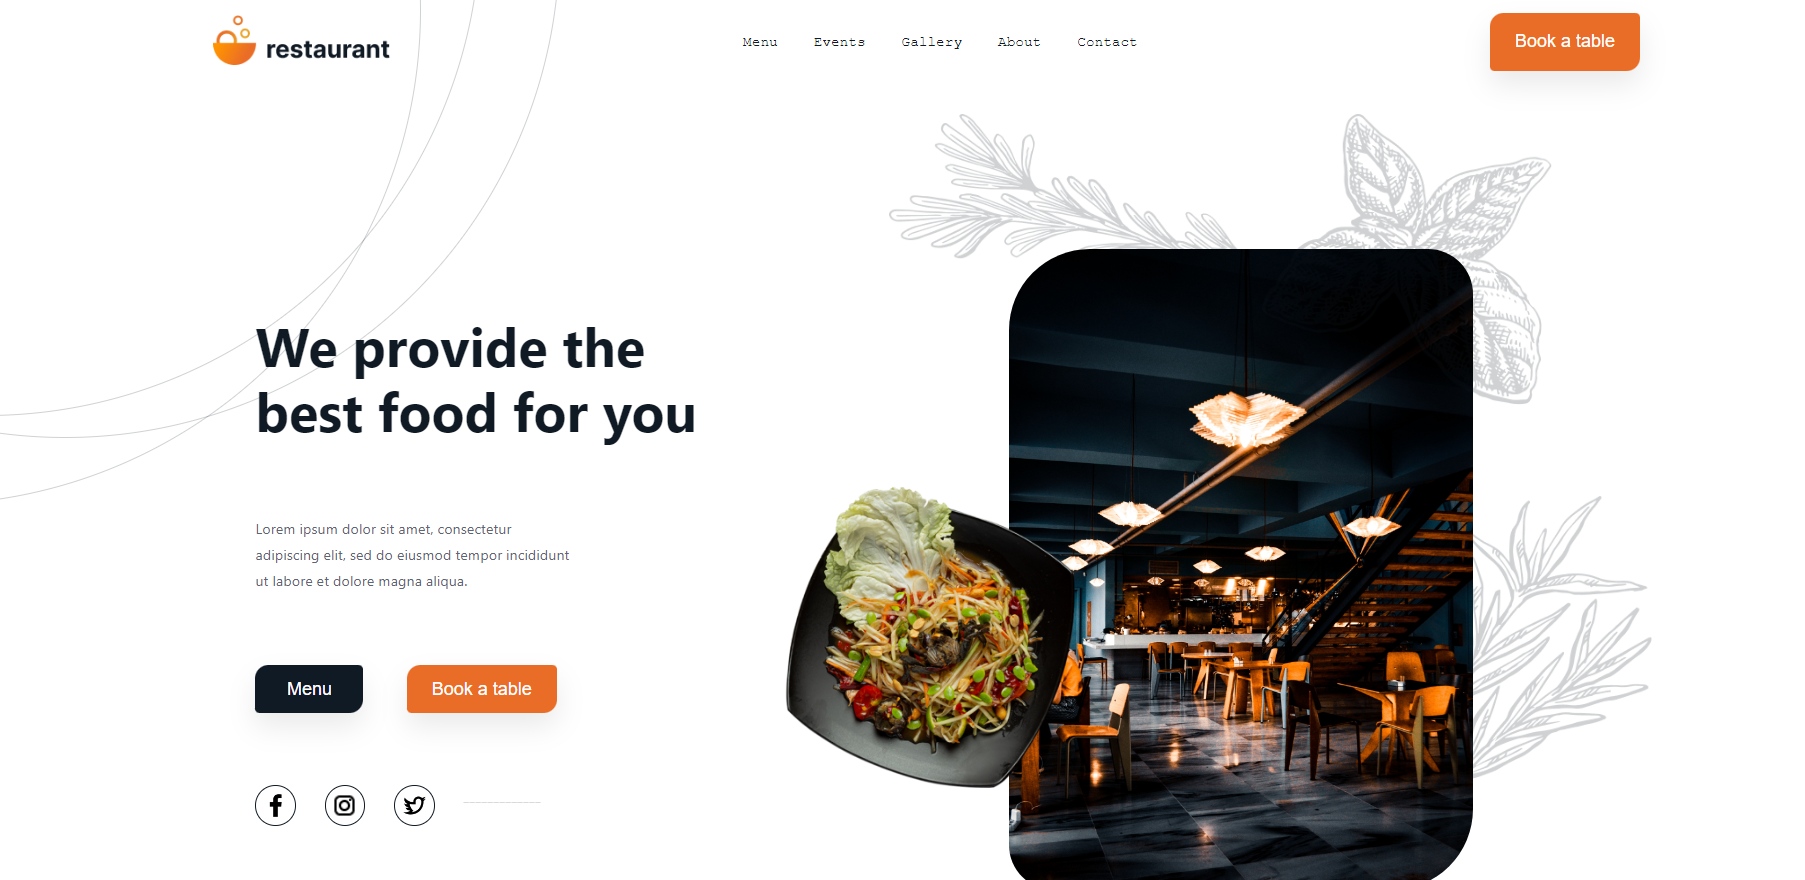 restaurant
Menu
Events
Gallery
About
Contact
Book a table
We provide the
best food for you
Lorem ipsum dolor sit amet, consectetur
adipiscing elit, sed do eiusmod tempor incididunt
ut labore et dolore magna aliqua.
Menu
Book a table